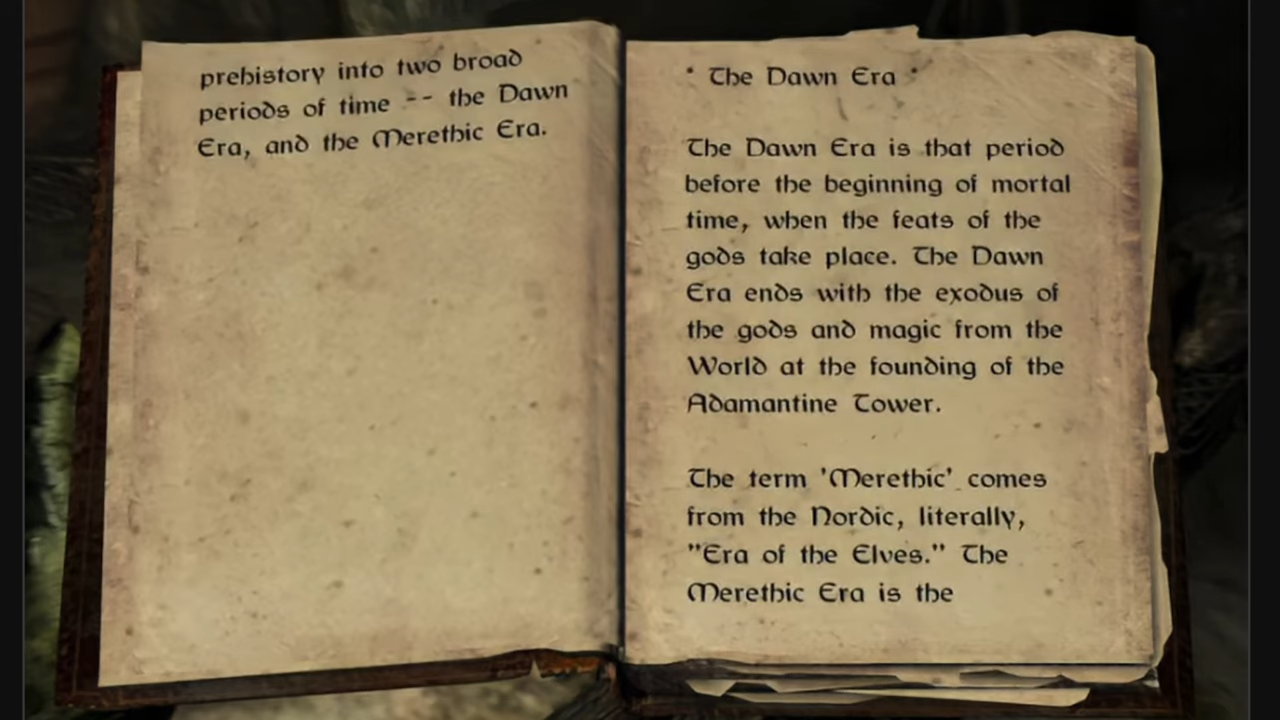 prehistory into two broad
periods of time -- the Dawn
Era, and the Merethic Era.
· The Dawn Era ·
The Dawn Era is that period
before the beginning of mortal
time, when the feats of the
gods take place. The Dawn
Era ends with the exodus of
the gods and magic from the
World at the founding of the
Adamantine Tower.
The term 'Merethic' comes
from the Nordic, literally,
"Era of the Elves." The
Merethic Era is the